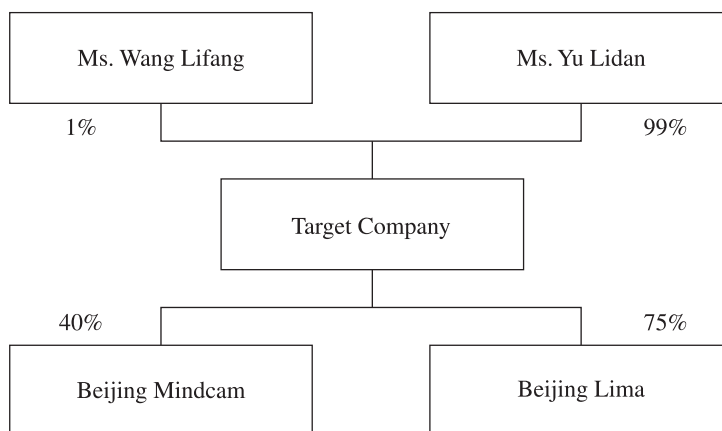 Ms. Wang Lifang
Ms. Yu Lidan
1%
99%
Target Company
40%
75%
Beijing Mindcam
Beijing Lima